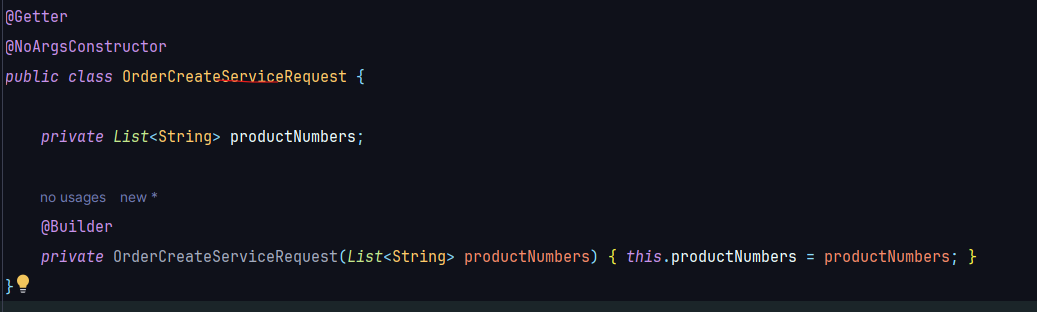 @Getter
@NoArgsConstructor
public class OrderCreateServiceRequest {
private List<String> productNumbers;
no usages new *
@Builder
private OrderCreateServiceRequest(List<String> productNumbers) { this.productNumbers = productNumbers; }
}